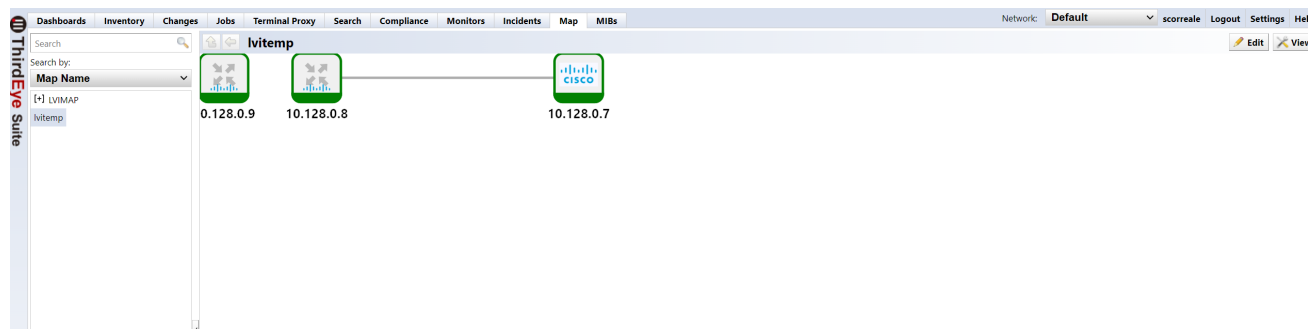 Dashboards Inventory Changes Jobs Terminal Proxy Search Compliance Monitors Incidents Map MIBs Network: Default scorreale Logout Settings Hel
ThirdEye Suite
Search lvitemp Edit View
Search by:
Map Name
[+] LVIMAP
lvitemp
CISCO
0.128.0.9 10.128.0.8 10.128.0.7